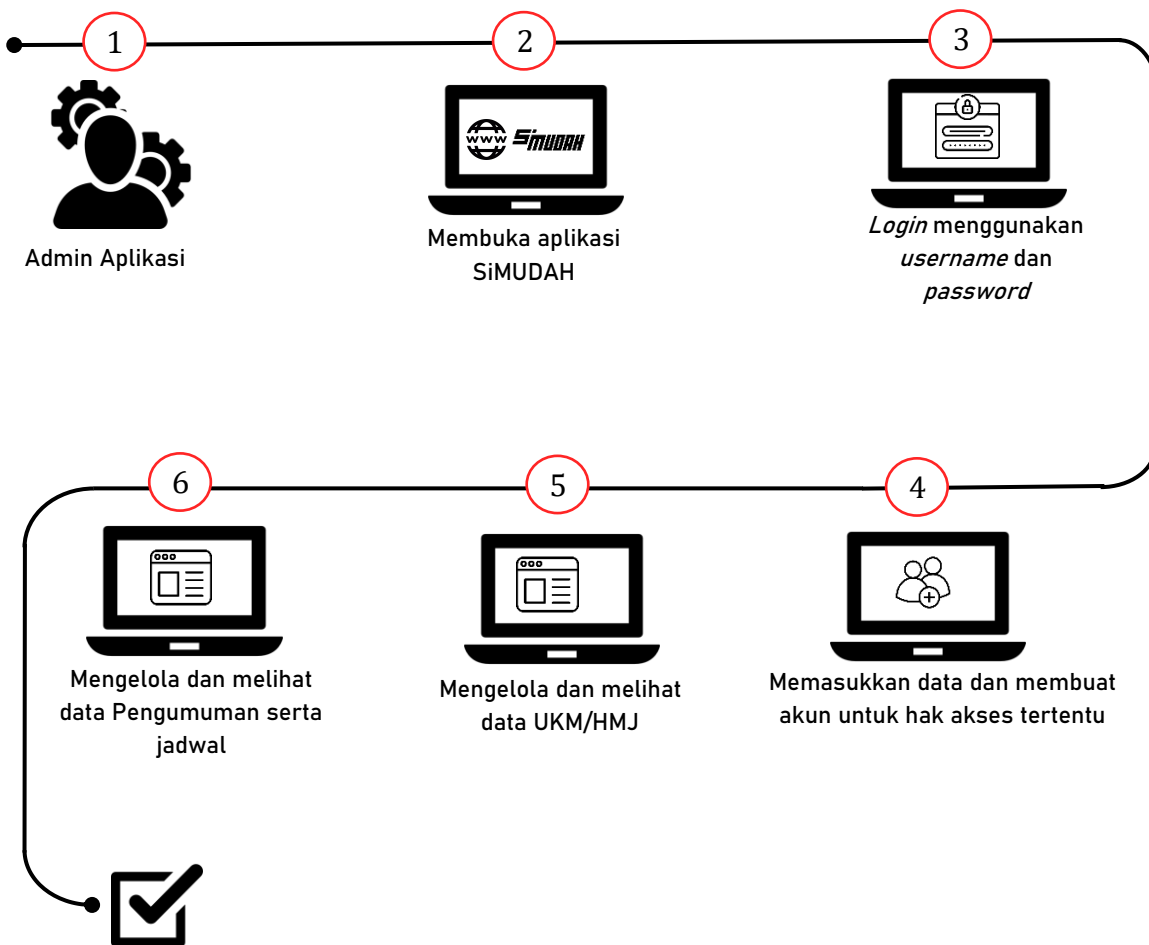 1
2
3
www SiMUDAH
Admin Aplikasi
Membuka aplikasi
SiMUDAH
Login menggunakan
username dan
password
6
5
4
Mengelola dan melihat
data Pengumuman serta
jadwal
Mengelola dan melihat
data UKM/HMJ
Memasukkan data dan membuat
akun untuk hak akses tertentu